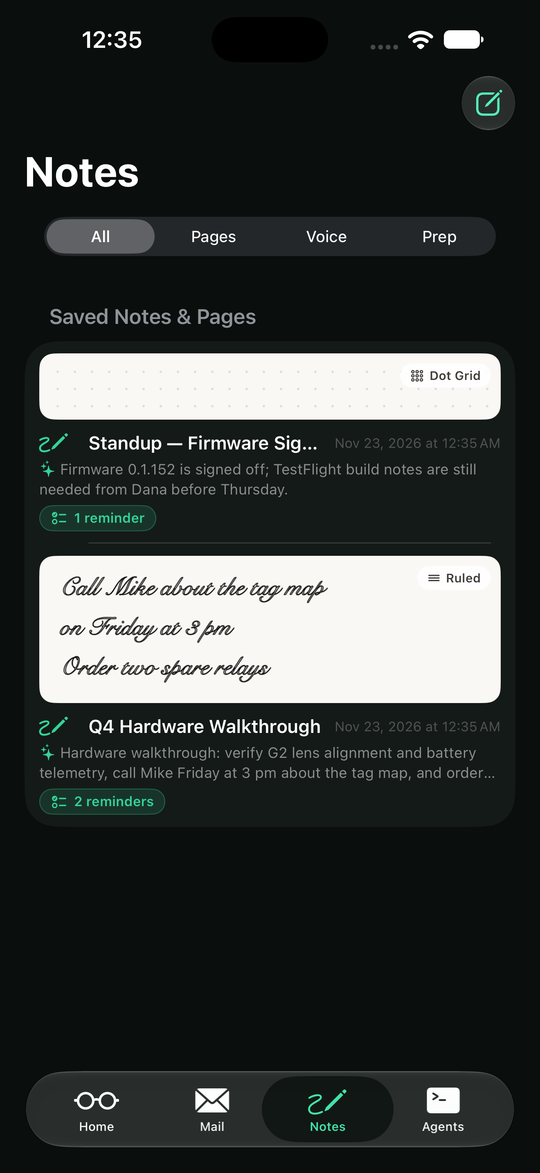 12:35
Notes
All Pages Voice Prep
Saved Notes & Pages
Dot Grid
Standup — Firmware Sig... Nov 23, 2026 at 12:35 AM
Firmware 0.1.152 is signed off; TestFlight build notes are still
needed from Dana before Thursday.
1 reminder
Ruled
Call Mike about the tag map
on Friday at 3 pm
Order two spare relays
Q4 Hardware Walkthrough Nov 23, 2026 at 12:35 AM
Hardware walkthrough: verify G2 lens alignment and battery
telemetry, call Mike Friday at 3 pm about the tag map, and order...
2 reminders
Home Mail Notes Agents